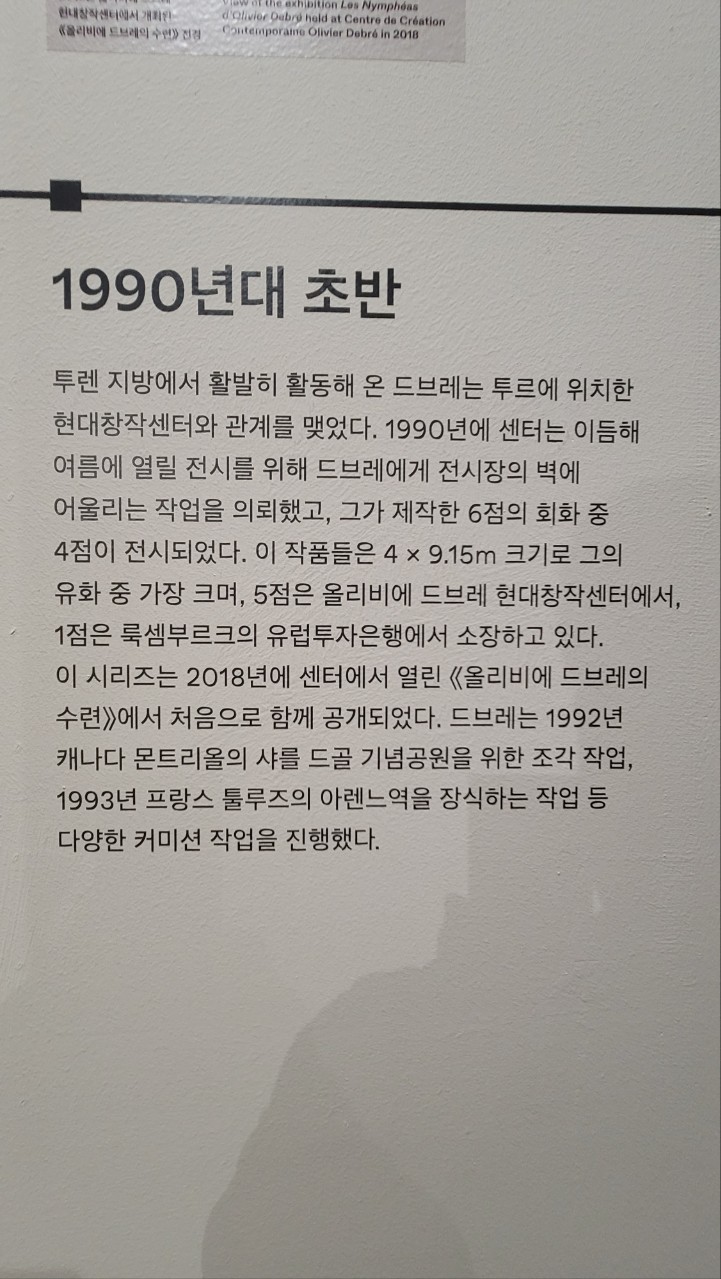 현대창작센터에서 개최된
《올리비에 드브레의 수련》 전경
View of the exhibition Les Nymphéas
d'Olivier Debré held at Centre de Création
Contemporaine Olivier Debré in 2018
1990년대 초반
투렌 지방에서 활발히 활동해 온 드브레는 투르에 위치한
현대창작센터와 관계를 맺었다. 1990년에 센터는 이듬해
여름에 열릴 전시를 위해 드브레에게 전시장의 벽에
어울리는 작업을 의뢰했고, 그가 제작한 6점의 회화 중
4점이 전시되었다. 이 작품들은 4 × 9.15m 크기로 그의
유화 중 가장 크며, 5점은 올리비에 드브레 현대창작센터에서,
1점은 룩셈부르크의 유럽투자은행에서 소장하고 있다.
이 시리즈는 2018년에 센터에서 열린 《올리비에 드브레의
수련》에서 처음으로 함께 공개되었다. 드브레는 1992년
캐나다 몬트리올의 샤를 드골 기념공원을 위한 조각 작업,
1993년 프랑스 툴루즈의 아렌느역을 장식하는 작업 등
다양한 커미션 작업을 진행했다.